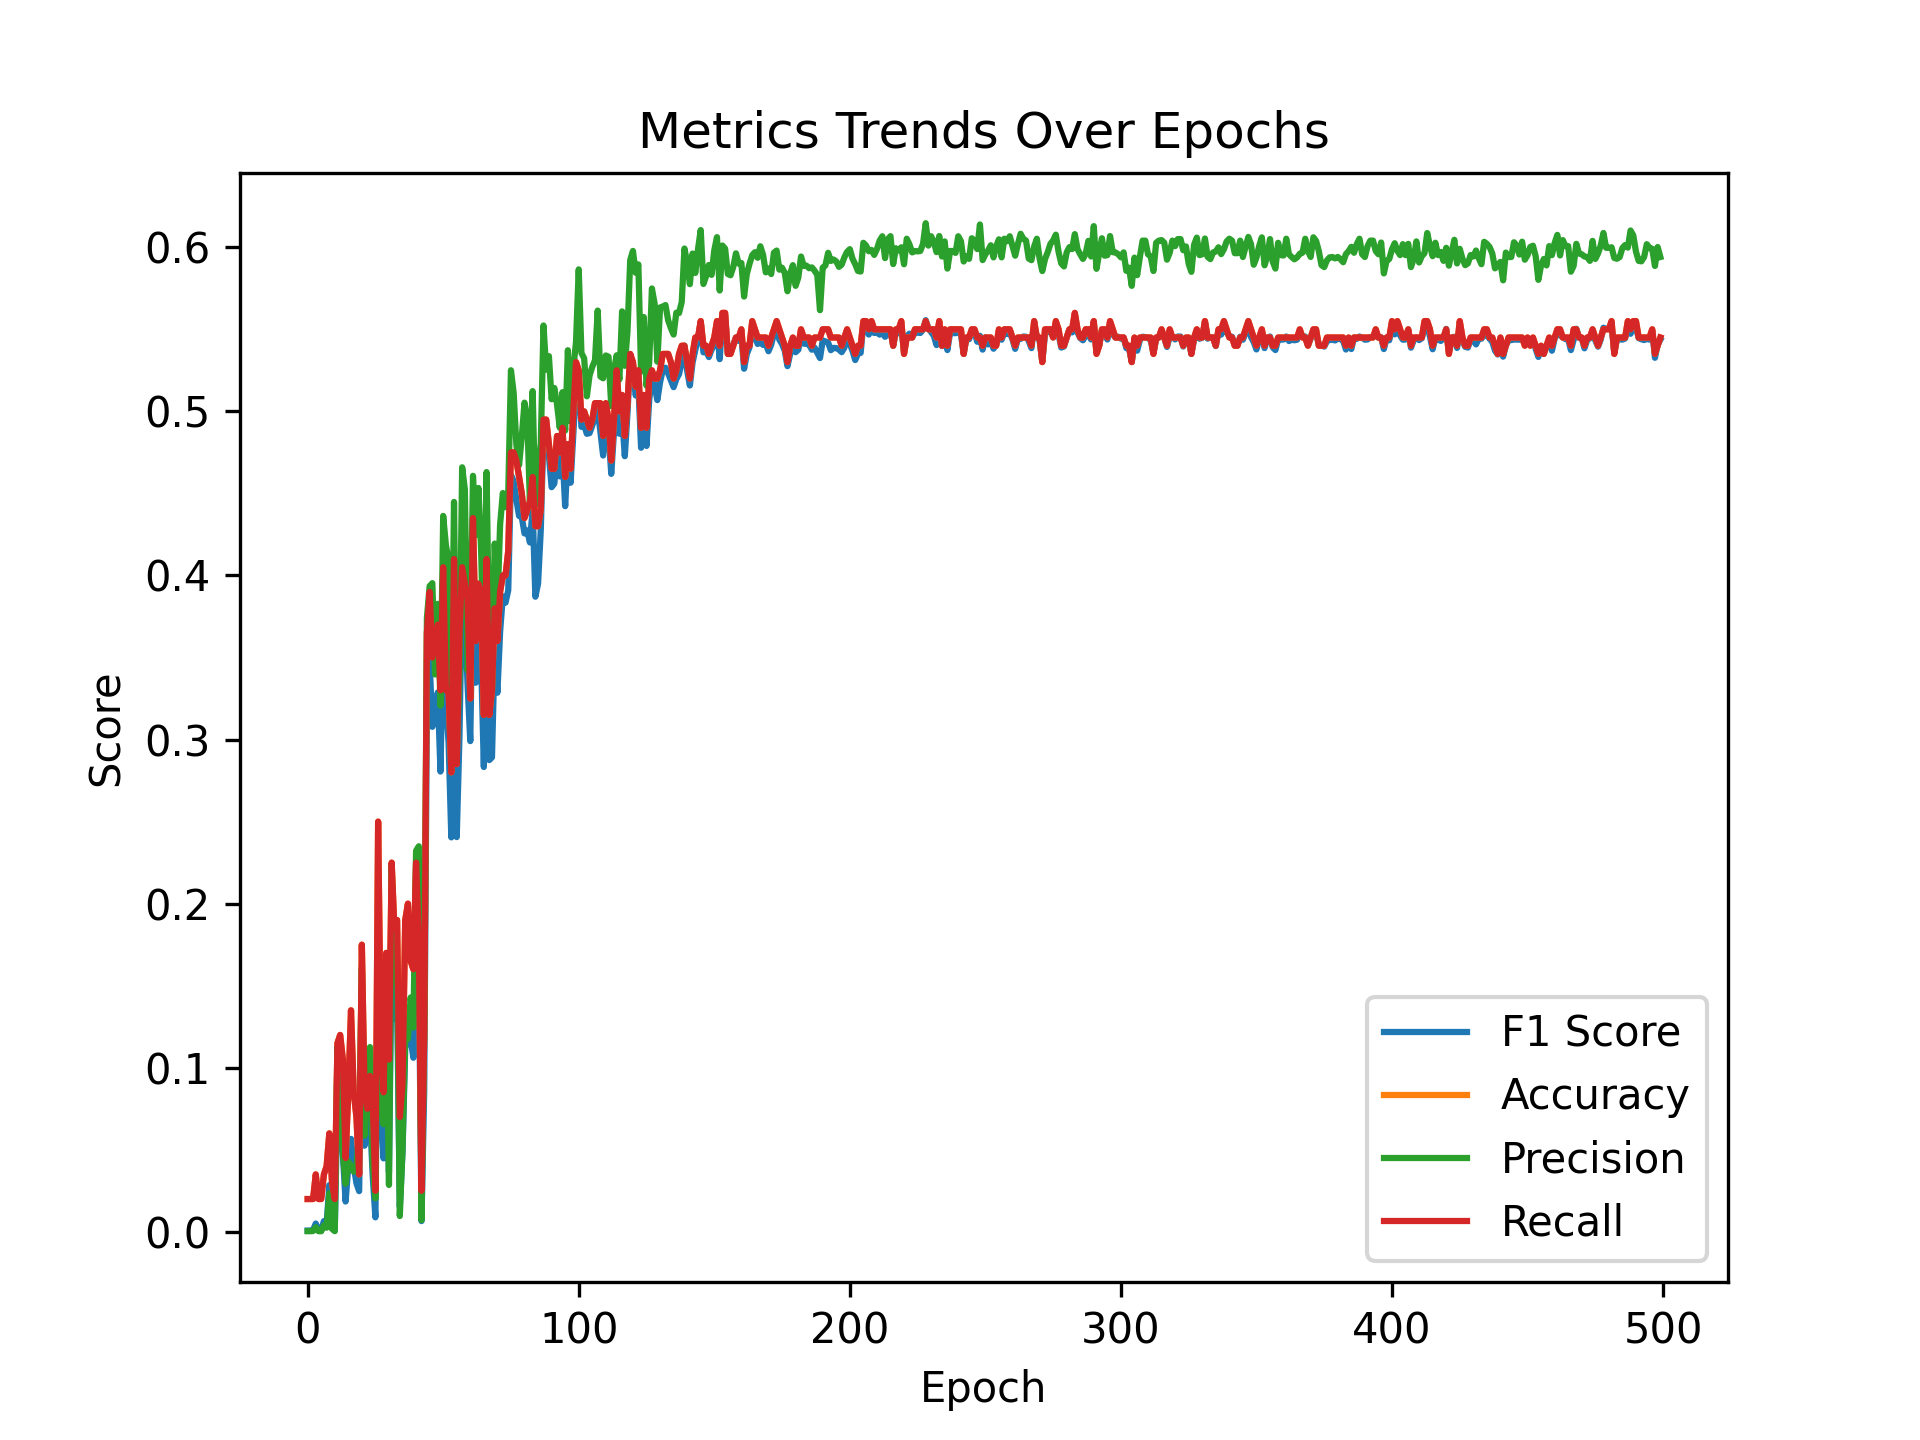 Metrics Trends Over Epochs
0.6
0.5
0.4
0.3
0.2
0.1
0.0
Score
F1 Score
Accuracy
Precision
Recall
0 100 200 300 400 500
Epoch